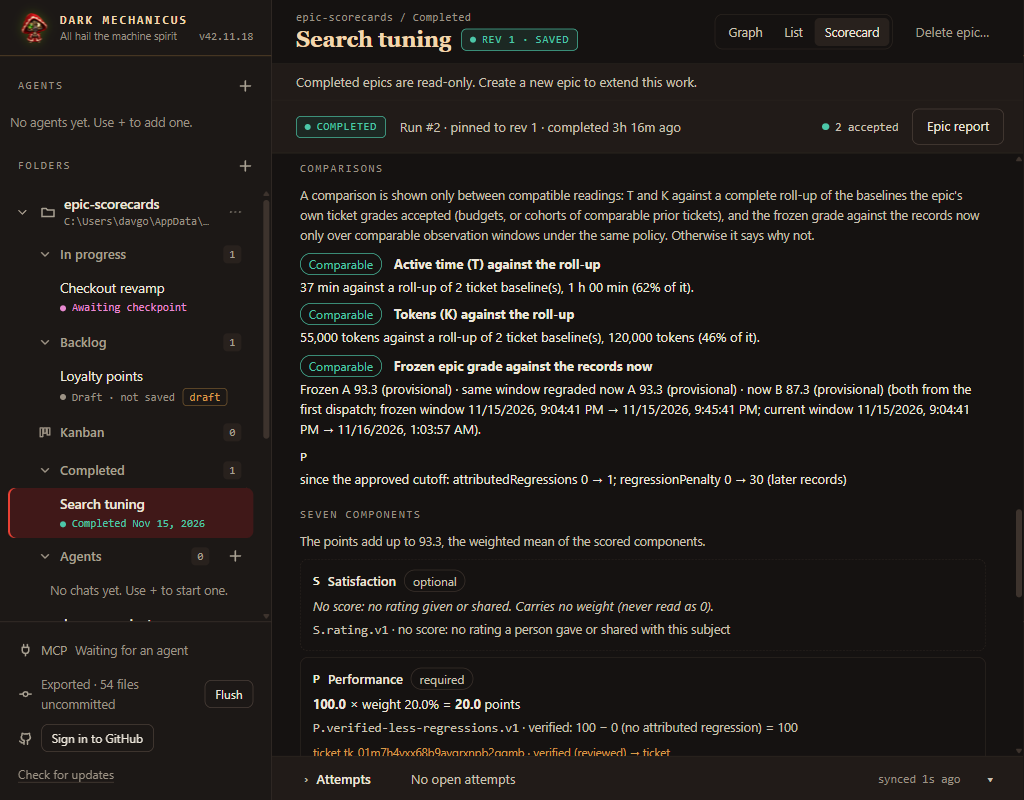 DARK MECHANICUS
All hail the machine spirit v42.11.18
AGENTS +
No agents yet. Use + to add one.
FOLDERS +
epic-scorecards ...
C:\Users\davgo\AppData\…
In progress 1
Checkout revamp
Awaiting checkpoint
Backlog 1
Loyalty points
Draft · not saved draft
Kanban 0
Completed 1
Search tuning
Completed Nov 15, 2026
Agents 0 +
No chats yet. Use + to start one.
MCP Waiting for an agent
Exported · 54 files
uncommitted
Flush
Sign in to GitHub
Check for updates
epic-scorecards / Completed
Search tuning REV 1 · SAVED
Graph List Scorecard Delete epic…
Completed epics are read-only. Create a new epic to extend this work.
COMPLETED Run #2 · pinned to rev 1 · completed 3h 16m ago 2 accepted Epic report
COMPARISONS
A comparison is shown only between compatible readings: T and K against a complete roll-up of the baselines the epic's
own ticket grades accepted (budgets, or cohorts of comparable prior tickets), and the frozen grade against the records now
only over comparable observation windows under the same policy. Otherwise it says why not.
Comparable Active time (T) against the roll-up
37 min against a roll-up of 2 ticket baseline(s), 1 h 00 min (62% of it).
Comparable Tokens (K) against the roll-up
55,000 tokens against a roll-up of 2 ticket baseline(s), 120,000 tokens (46% of it).
Comparable Frozen epic grade against the records now
Frozen A 93.3 (provisional) · same window regraded now A 93.3 (provisional) · now B 87.3 (provisional) (both from the
first dispatch; frozen window 11/15/2026, 9:04:41 PM → 11/15/2026, 9:45:41 PM; current window 11/15/2026, 9:04:41
PM → 11/16/2026, 1:03:57 AM).
P
since the approved cutoff: attributedRegressions 0 → 1; regressionPenalty 0 → 30 (later records)
SEVEN COMPONENTS
The points add up to 93.3, the weighted mean of the scored components.
S Satisfaction optional
No score: no rating given or shared. Carries no weight (never read as 0).
S.rating.v1 · no score: no rating a person gave or shared with this subject
P Performance required
100.0 × weight 20.0% = 20.0 points
P.verified-less-regressions.v1 · verified: 100 − 0 (no attributed regression) = 100
verified (reviewed) → ticket
Attempts No open attempts synced 1s ago